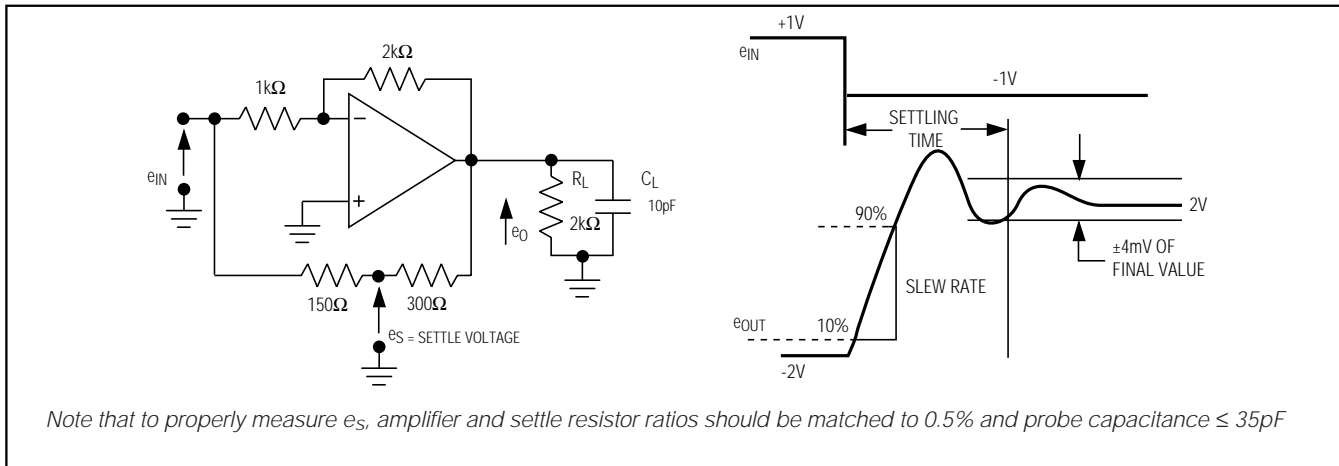 2kΩ
1kΩ
−
+
eIN
150Ω
300Ω
eS = SETTLE VOLTAGE
eO
RL
2kΩ
CL
10pF
+1V
eIN
-1V
SETTLING
TIME
90%
2V
±4mV OF
FINAL VALUE
SLEW RATE
eOUT
10%
-2V
Note that to properly measure eS, amplifier and settle resistor ratios should be matched to 0.5% and probe capacitance ≤ 35pF